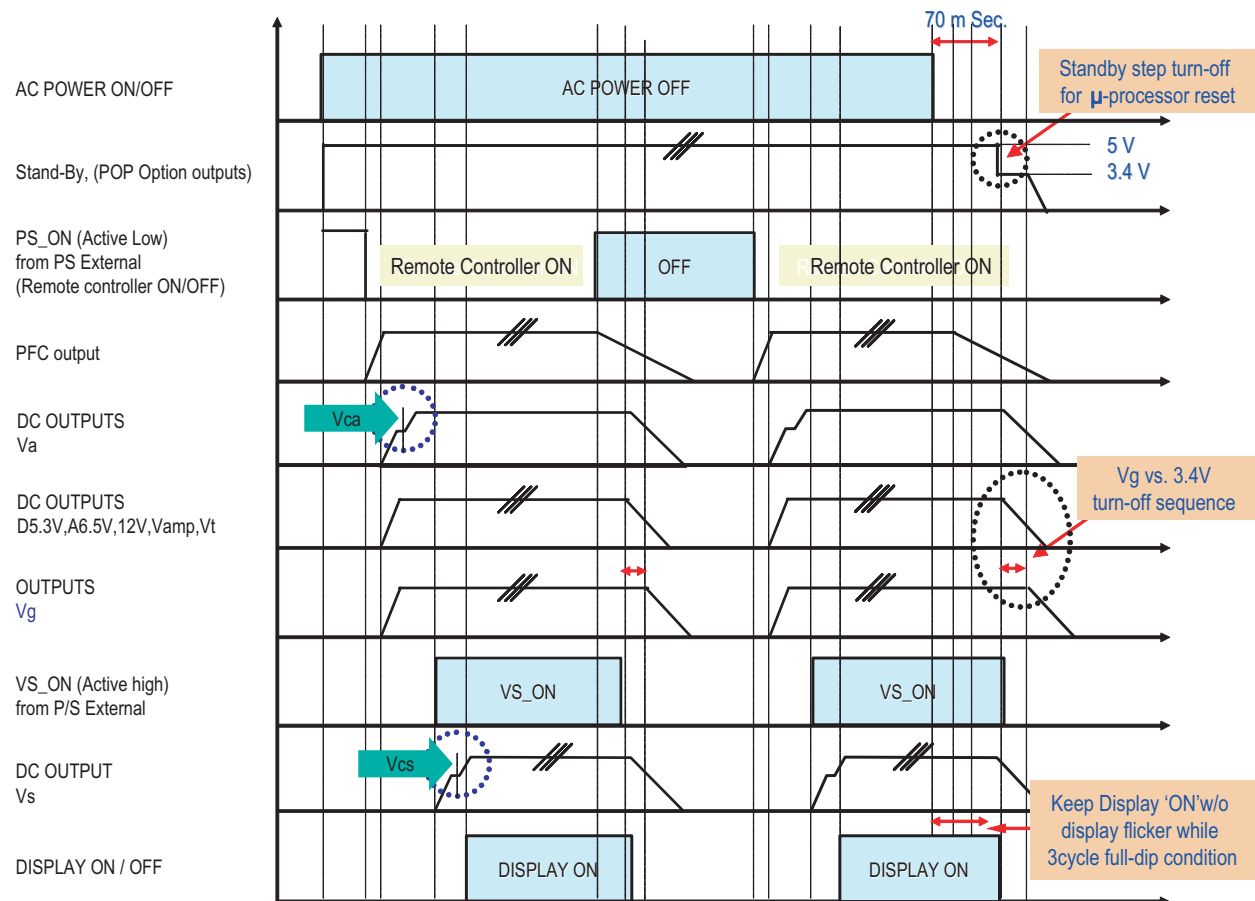 70 m Sec.
AC POWER ON/OFF
AC POWER OFF
Standby step turn-off
for μ-processor reset
Stand-By, (POP Option outputs)
5 V
3.4 V
PS_ON (Active Low)
from PS External
(Remote controller ON/OFF)
Remote Controller ON
OFF
Remote Controller ON
PFC output
DC OUTPUTS
Va
Vca
DC OUTPUTS
D5.3V,A6.5V,12V,Vamp,Vt
Vg vs. 3.4V
turn-off sequence
OUTPUTS
Vg
VS_ON (Active high)
from P/S External
VS_ON
VS_ON
DC OUTPUT
Vs
Vcs
Keep Display ‘ON’w/o
display flicker while
3cycle full-dip condition
DISPLAY ON / OFF
DISPLAY ON
DISPLAY ON